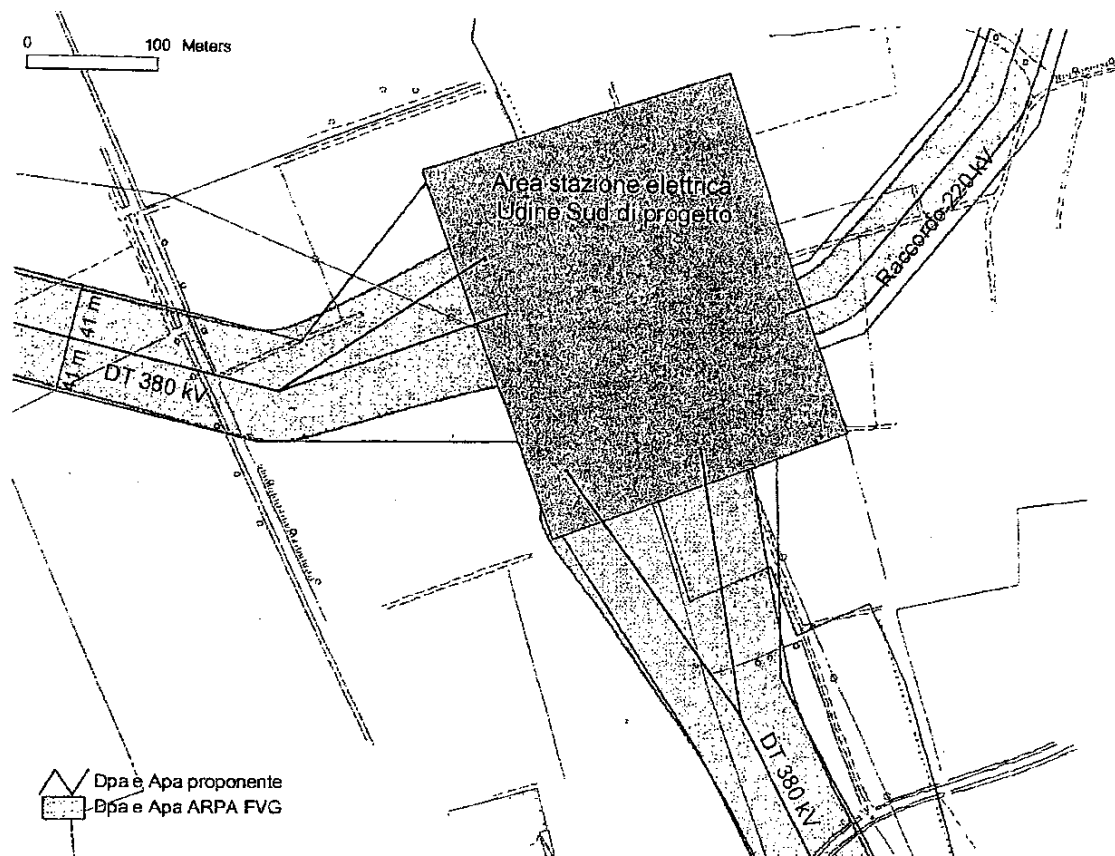 0 100 Meters
Area stazione elettrica
Udine Sud di progetto
Raccordo 220 kV
41 m
41 m
DT 380 kV
DT 380 kV
Dpa e Apa proponente
Dpa e Apa ARPA FVG